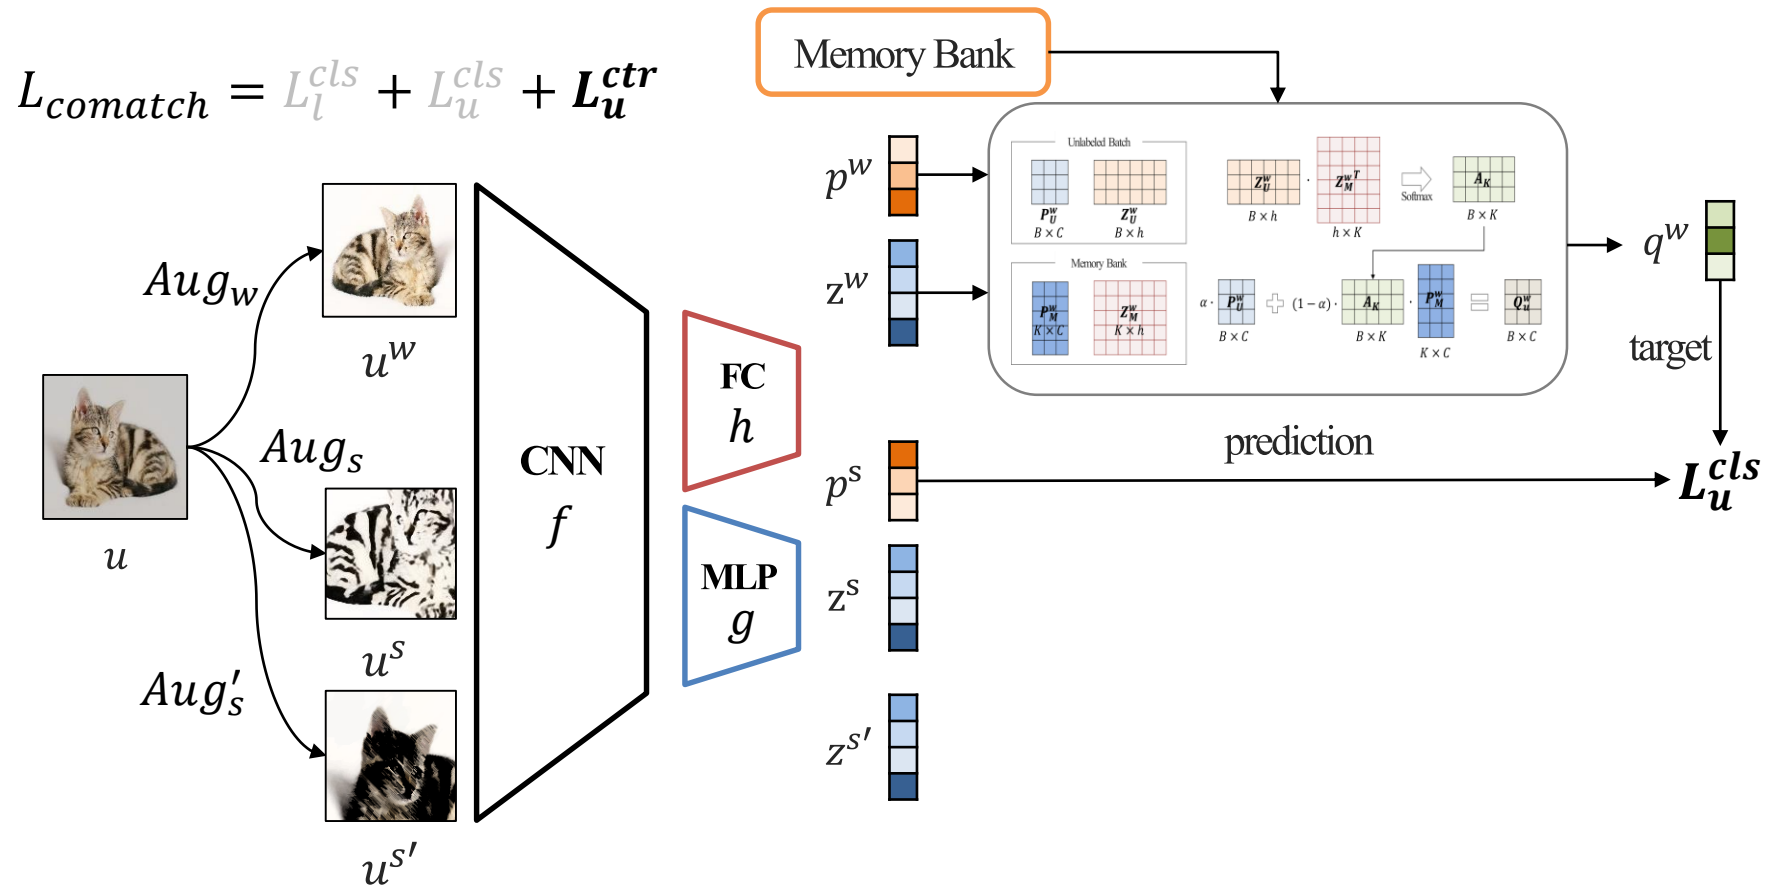 Memory Bank
L_comatch = L_l^cls + L_u^cls + L_u^ctr
Aug_w
u^w
u
Aug_s
u^s
Aug'_s
u^s'
CNN
f
FC
h
MLP
g
p^w
z^w
p^s
z^s
z^s'
Unlabeled Batch
P_U^w
B × C
Z_U^w
B × h
Memory Bank
P_M^w
K × C
Z_M^w
K × h
Z_U^w · Z_M^w^T
B × h
h × K
Softmax
A_K
B × K
α · P_U^w + (1−α) · A_K · P_M^w = Q_u^w
B × C
B × K
K × C
B × C
q^w
target
prediction
L_u^cls